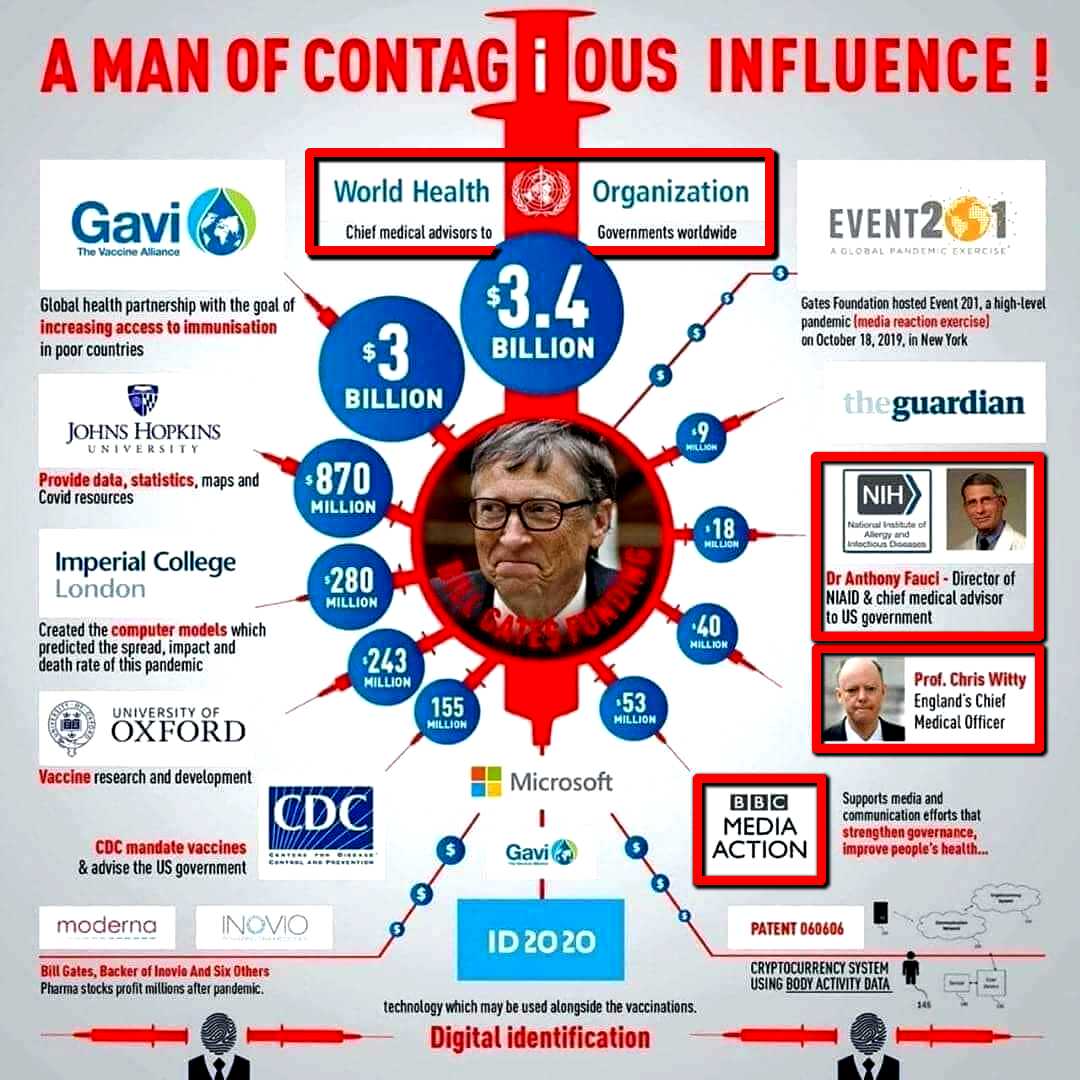 A MAN OF CONTAGiOUS INFLUENCE !
Gavi
The Vaccine Alliance
Global health partnership with the goal of
increasing access to immunisation
in poor countries
World Health Organization
Chief medical advisors to Governments worldwide
EVENT201
A GLOBAL PANDEMIC EXERCISE
Gates Foundation hosted Event 201, a high-level
pandemic (media reaction exercise)
on October 18, 2019, in New York
$3.4
BILLION
$3
BILLION
JOHNS HOPKINS
UNIVERSITY
Provide data, statistics, maps and
Covid resources
$870
MILLION
theguardian
$9
MILLION
Imperial College
London
Created the computer models which
predicted the spread, impact and
death rate of this pandemic
$280
MILLION
NIH
National Institute of
Allergy and
Infectious Diseases
Dr Anthony Fauci - Director of
NIAID & chief medical advisor
to US government
$18
MILLION
BILL GATES FUNDING
$243
MILLION
$40
MILLION
Prof. Chris Witty
England's Chief
Medical Officer
UNIVERSITY OF
OXFORD
Vaccine research and development
155
MILLION
$53
MILLION
CDC
CENTERS FOR DISEASE
CONTROL AND PREVENTION
CDC mandate vaccines
& advise the US government
Microsoft
Gavi
BBC
MEDIA
ACTION
Supports media and
communication efforts that
strengthen governance,
improve people's health...
$
$
$
$
$
$
$
$
$
$
moderna
INOVIO
Bill Gates, Backer of Inovio And Six Others
Pharma stocks profit millions after pandemic.
ID2020
technology which may be used alongside the vaccinations.
Digital identification
PATENT 060606
CRYPTOCURRENCY SYSTEM
USING BODY ACTIVITY DATA